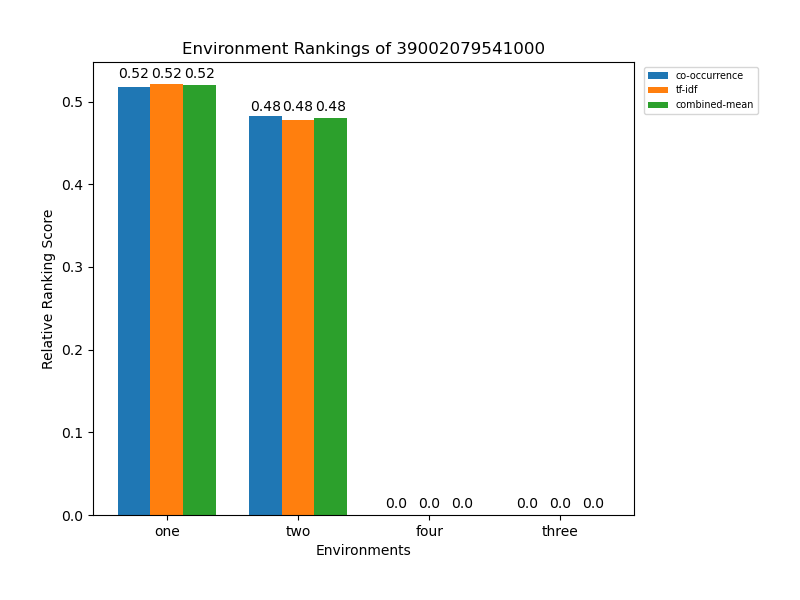 Environment Rankings of 39002079541000
co-occurrence
tf-idf
combined-mean
0.52 0.52 0.52
0.48 0.48 0.48
0.0 0.0 0.0
0.0 0.0 0.0
0.5
0.4
0.3
0.2
0.1
0.0
Relative Ranking Score
one two four three
Environments